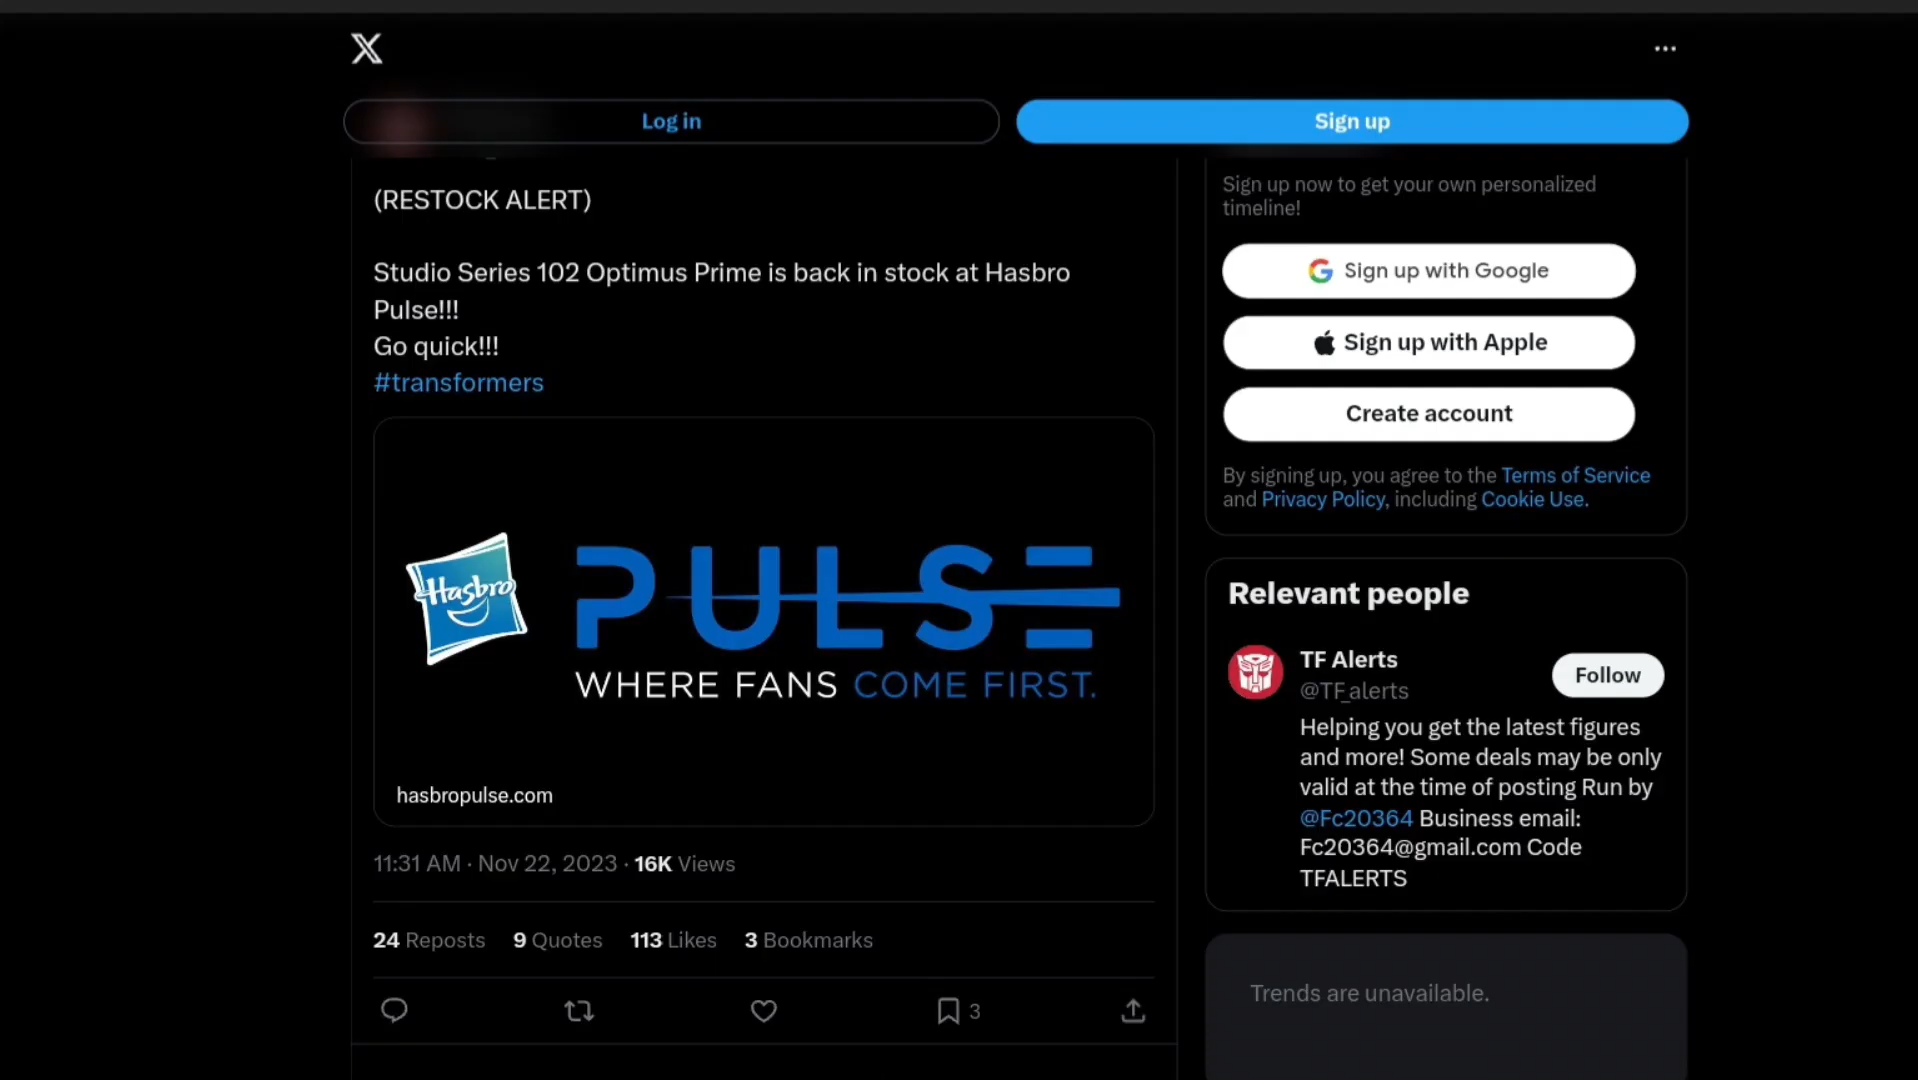 Log in
Sign up
(RESTOCK ALERT)
Studio Series 102 Optimus Prime is back in stock at Hasbro
Pulse!!!
Go quick!!!
#transformers
Hasbro
PULSE
WHERE FANS COME FIRST.
hasbropulse.com
11:31 AM · Nov 22, 2023 · 16K Views
24 Reposts 9 Quotes 113 Likes 3 Bookmarks
3
Sign up now to get your own personalized
timeline!
Sign up with Google
Sign up with Apple
Create account
By signing up, you agree to the Terms of Service
and Privacy Policy, including Cookie Use.
Relevant people
TF Alerts
@TF_alerts
Follow
Helping you get the latest figures
and more! Some deals may be only
valid at the time of posting Run by
@Fc20364 Business email:
Fc20364@gmail.com Code
TFALERTS
Trends are unavailable.